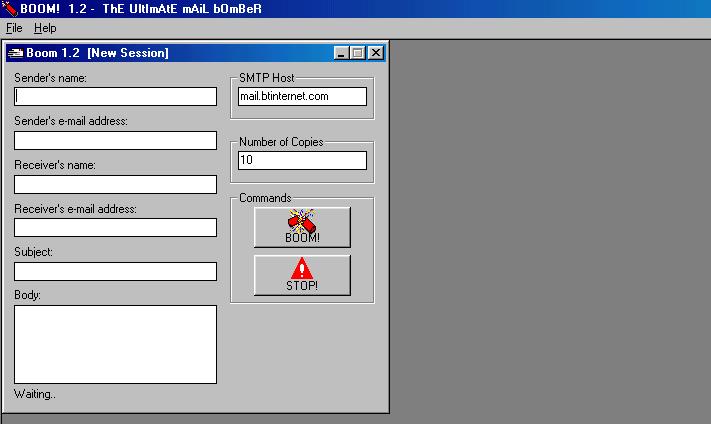 BOOM! 1.2 - ThE UltImAtE mAiL bOmBeR
File Help
Boom 1.2 [New Session]
Sender's name:
Sender's e-mail address:
Receiver's name:
Receiver's e-mail address:
Subject:
Body:
Waiting..
SMTP Host
mail.btinternet.com
Number of Copies
10
Commands
BOOM!
STOP!